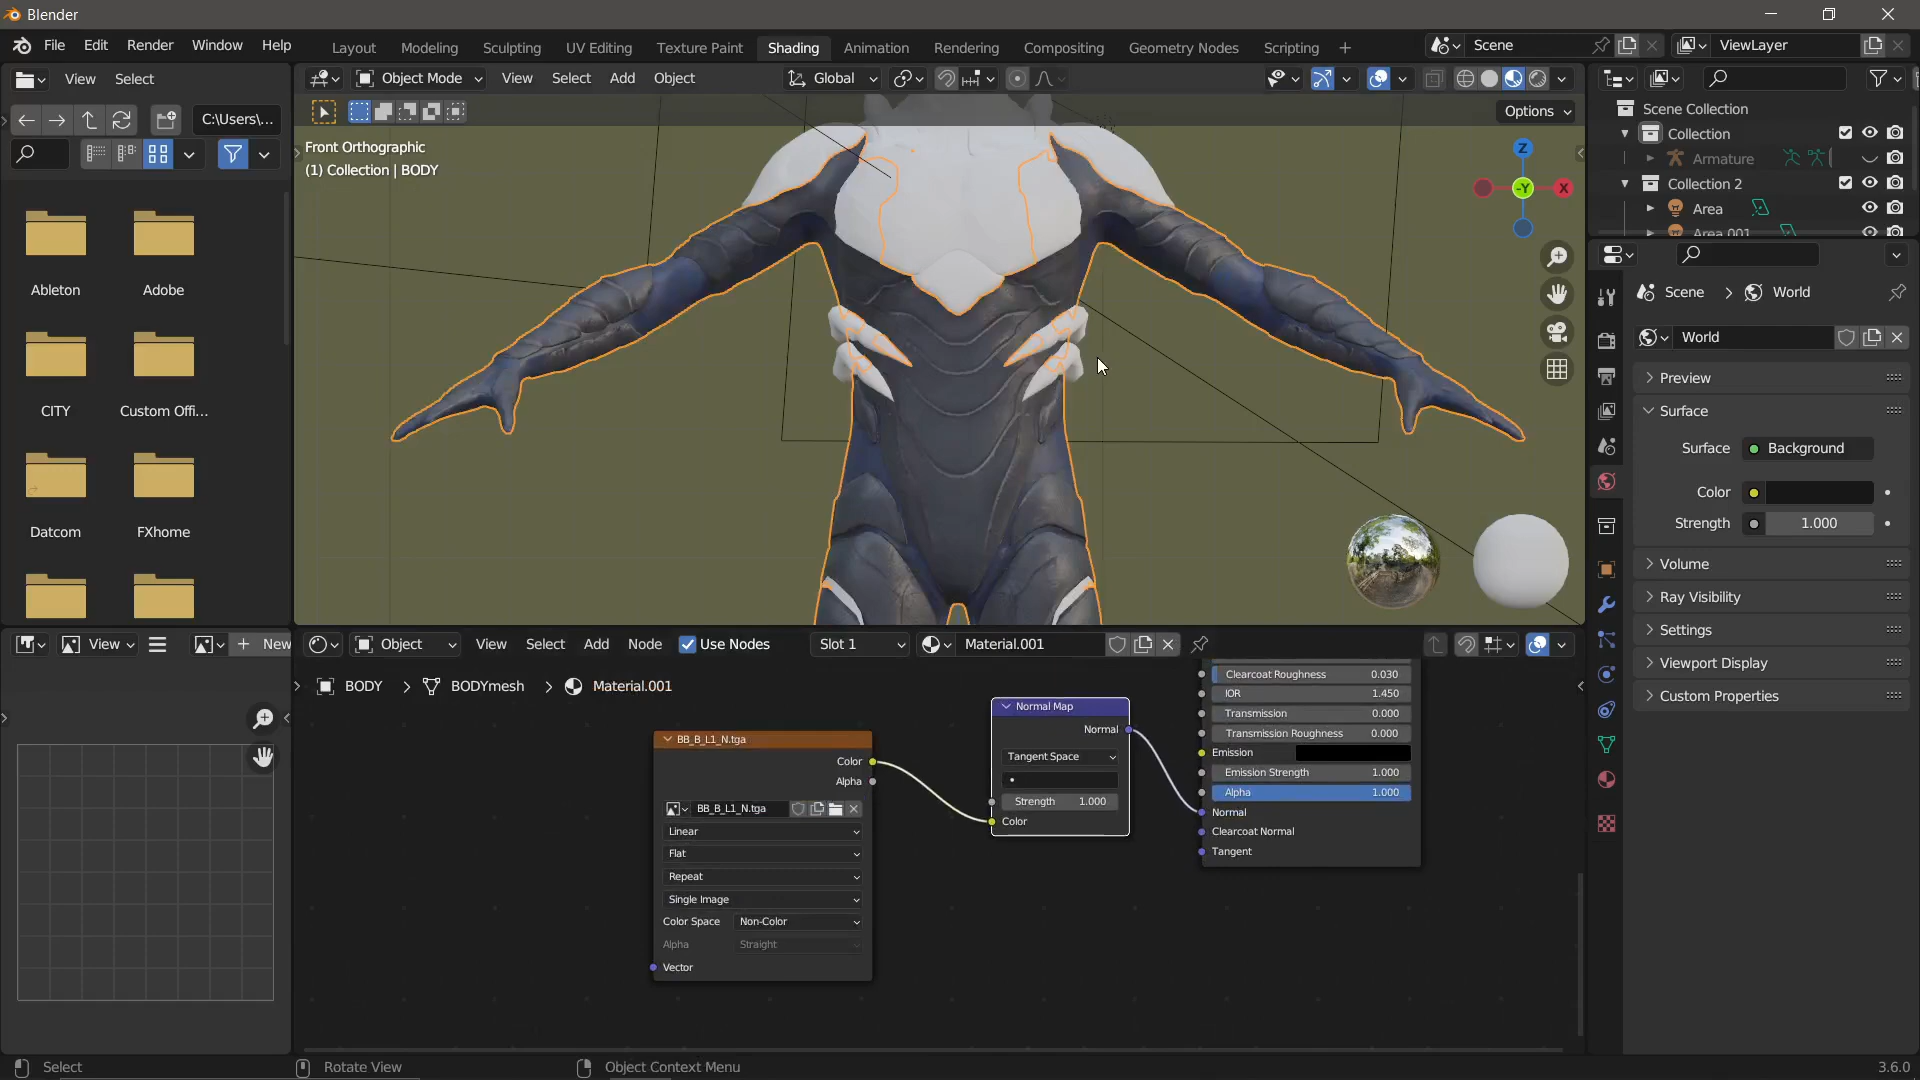 Blender
File Edit Render Window Help
Layout Modeling Sculpting UV Editing Texture Paint Shading Animation Rendering Compositing Geometry Nodes Scripting +
Scene
ViewLayer
View Select
Object Mode View Select Add Object
Global
C:\Users\...
Options
Front Orthographic
(1) Collection | BODY
Z
-Y
X
Ableton
Adobe
CITY
Custom Offi...
Datcom
FXhome
Scene Collection
Collection
Armature
Collection 2
Area
Area.001
Scene > World
World
Preview
Surface
Surface Background
Color
Strength 1.000
Volume
Ray Visibility
Settings
Viewport Display
Custom Properties
View
+ New
Object View Select Add Node Use Nodes Slot 1 Material.001
BODY > BODYmesh > Material.001
BB_B_L1_N.tga
Color
Alpha
BB_B_L1_N.tga
Linear
Flat
Repeat
Single Image
Color Space Non-Color
Alpha Straight
Vector
Normal Map
Normal
Tangent Space
Strength 1.000
Color
Clearcoat Roughness 0.030
IOR 1.450
Transmission 0.000
Transmission Roughness 0.000
Emission
Emission Strength 1.000
Alpha 1.000
Normal
Clearcoat Normal
Tangent
Select
Rotate View
Object Context Menu
3.6.0